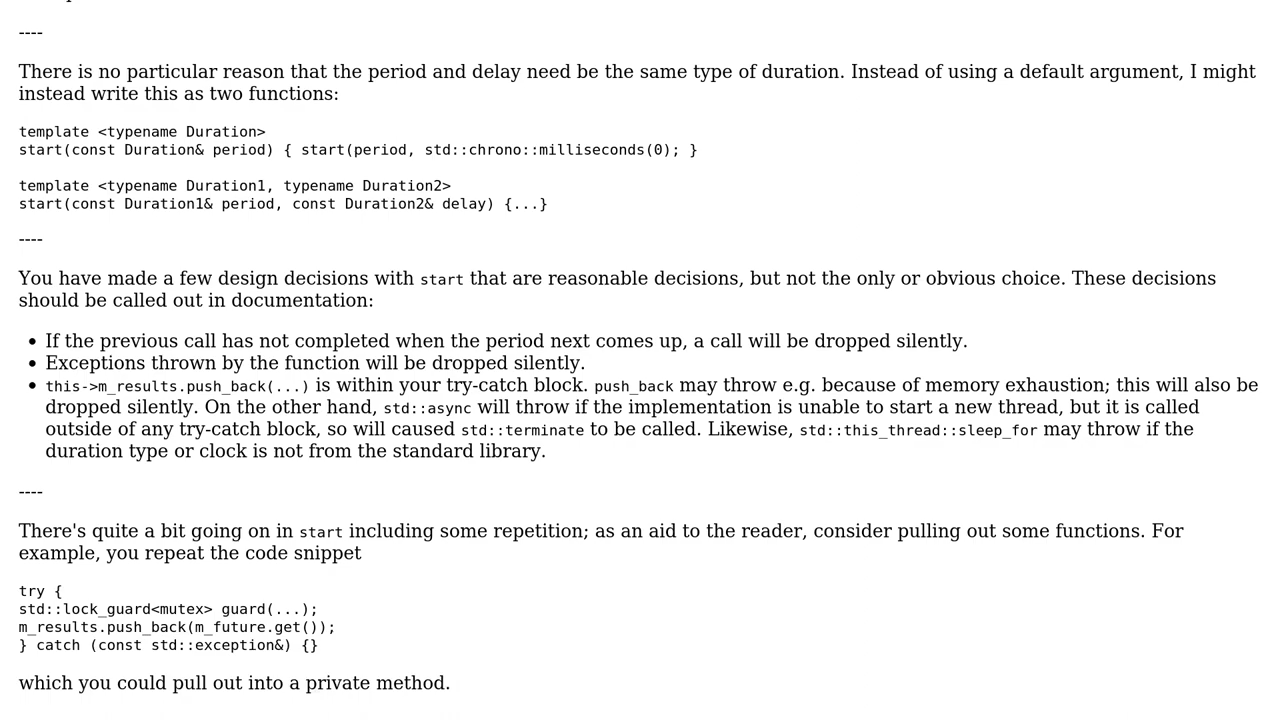 ----
There is no particular reason that the period and delay need be the same type of duration. Instead of using a default argument, I might
instead write this as two functions:
template <typename Duration>
start(const Duration& period) { start(period, std::chrono::milliseconds(0); }
template <typename Duration1, typename Duration2>
start(const Duration1& period, const Duration2& delay) {...}
----
You have made a few design decisions with start that are reasonable decisions, but not the only or obvious choice. These decisions
should be called out in documentation:
• If the previous call has not completed when the period next comes up, a call will be dropped silently.
• Exceptions thrown by the function will be dropped silently.
• this->m_results.push_back(...) is within your try-catch block. push_back may throw e.g. because of memory exhaustion; this will also be
dropped silently. On the other hand, std::async will throw if the implementation is unable to start a new thread, but it is called
outside of any try-catch block, so will caused std::terminate to be called. Likewise, std::this_thread::sleep_for may throw if the
duration type or clock is not from the standard library.
----
There's quite a bit going on in start including some repetition; as an aid to the reader, consider pulling out some functions. For
example, you repeat the code snippet
try {
std::lock_guard<mutex> guard(...);
m_results.push_back(m_future.get());
} catch (const std::exception&) {}
which you could pull out into a private method.